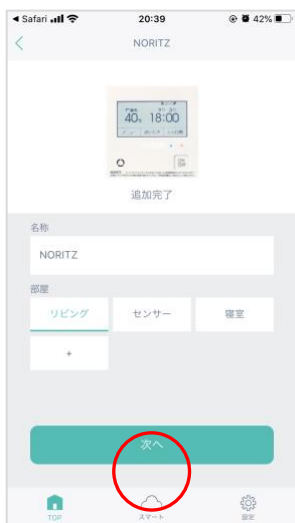 Safari 20:39 42%
NORITZ
40 18:00
追加完了
名称
NORITZ
部屋
リビング センサー 寝室
+
次へ
TOP スマート 設定